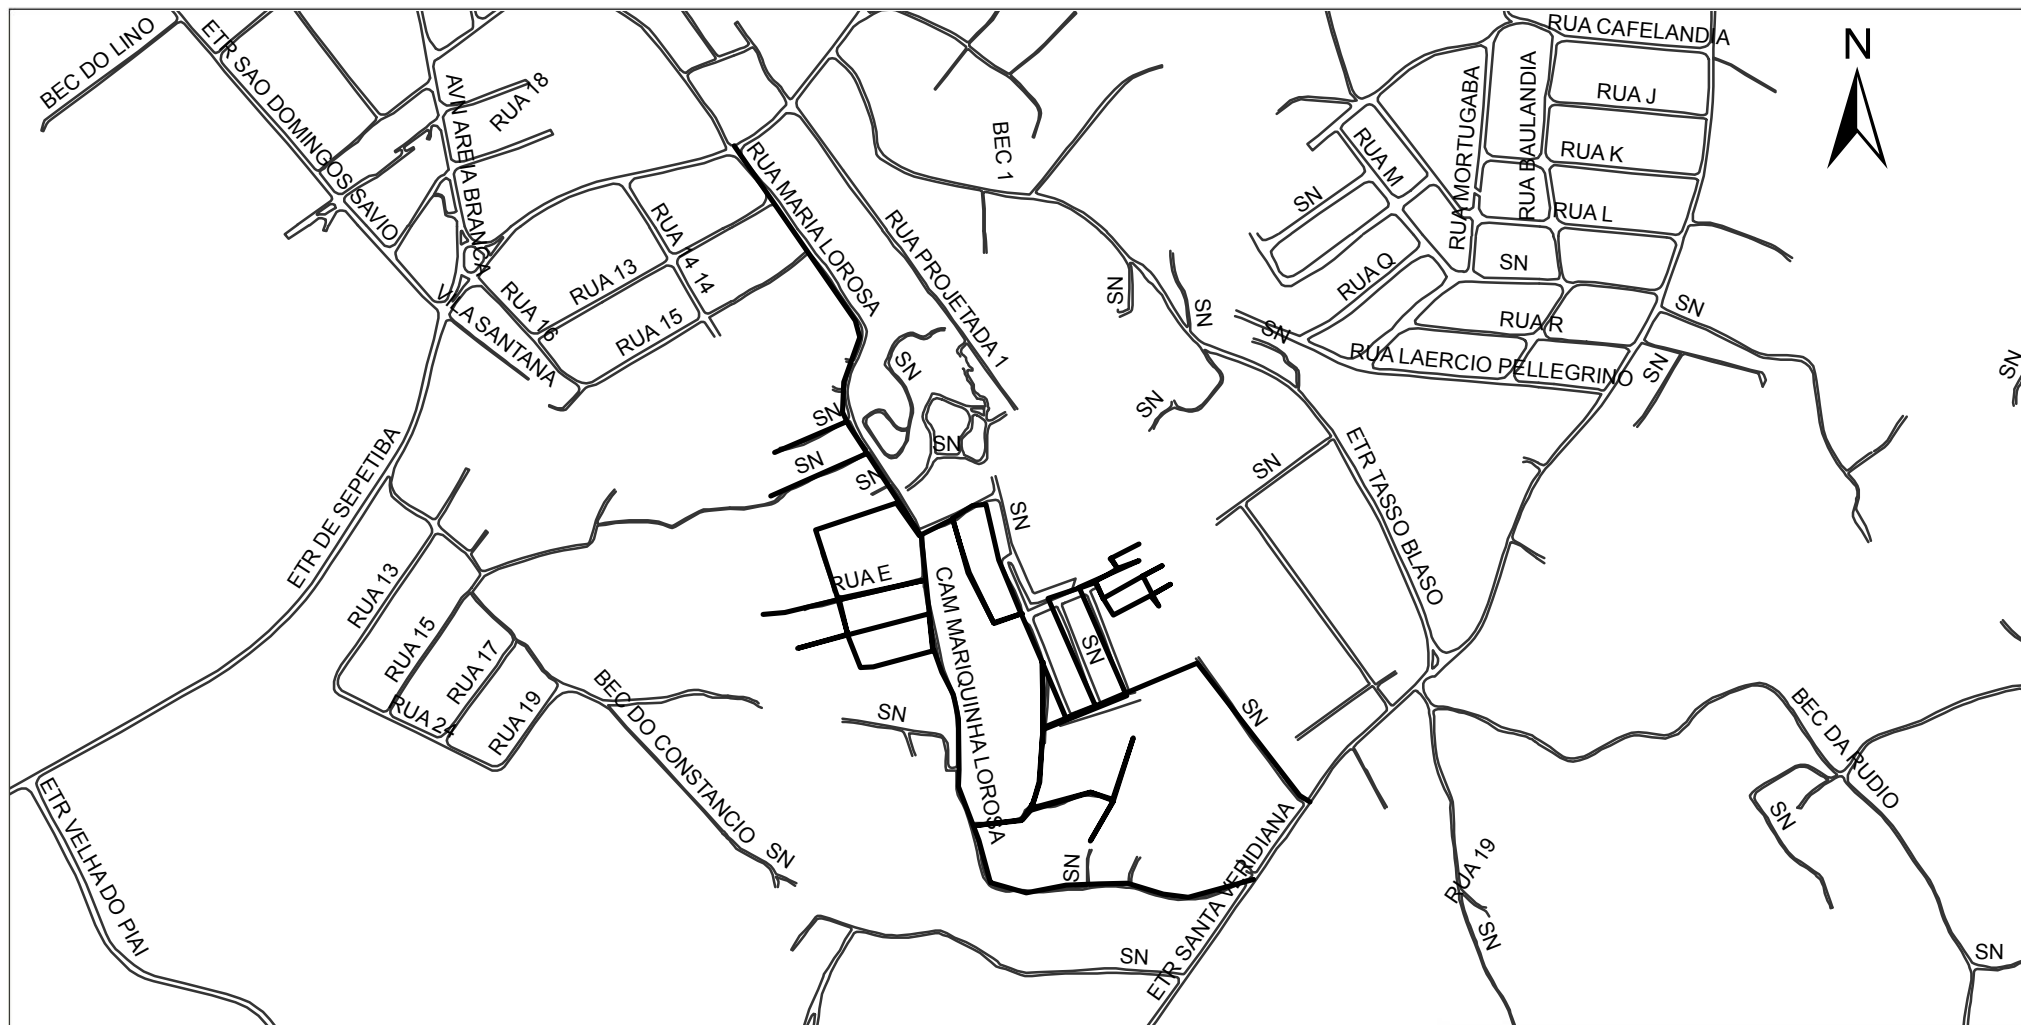 BEC DO LINO
ETR SAO DOMINGOS SAVIO
AVN AREIA BRANCA
RUA 18
RUA CAFELANDIA
N
RUA J
RUA K
RUA L
RUA BAULANDIA
RUA MORTUGABA
RUA M
SN
RUA Q
SN
RUA R
SN
SN
RUA LAERCIO PELLEGRINO
SN
SN
BEC 1
RUA MARIA LOROSA
RUA PROJETADA 1
RUA 14
14
RUA 13
RUA 16
RUA 15
VILA SANTANA
SN
SN
SN
SN
SN
SN
SN
SN
SN
SN
ETR TASSO BLASO
ETR DE SEPETIBA
SN
RUA E
RUA 13
RUA 15
RUA 17
RUA 19
RUA 24
BEC DO CONSTANCIO
SN
CAM MARIQUINHA LOROSA
SN
SN
SN
SN
ETR SANTA VERIDIANA
SN
ETR VELHA DO PIAI
RUA 19
SN
BEC DA RUDIO
SN
SN